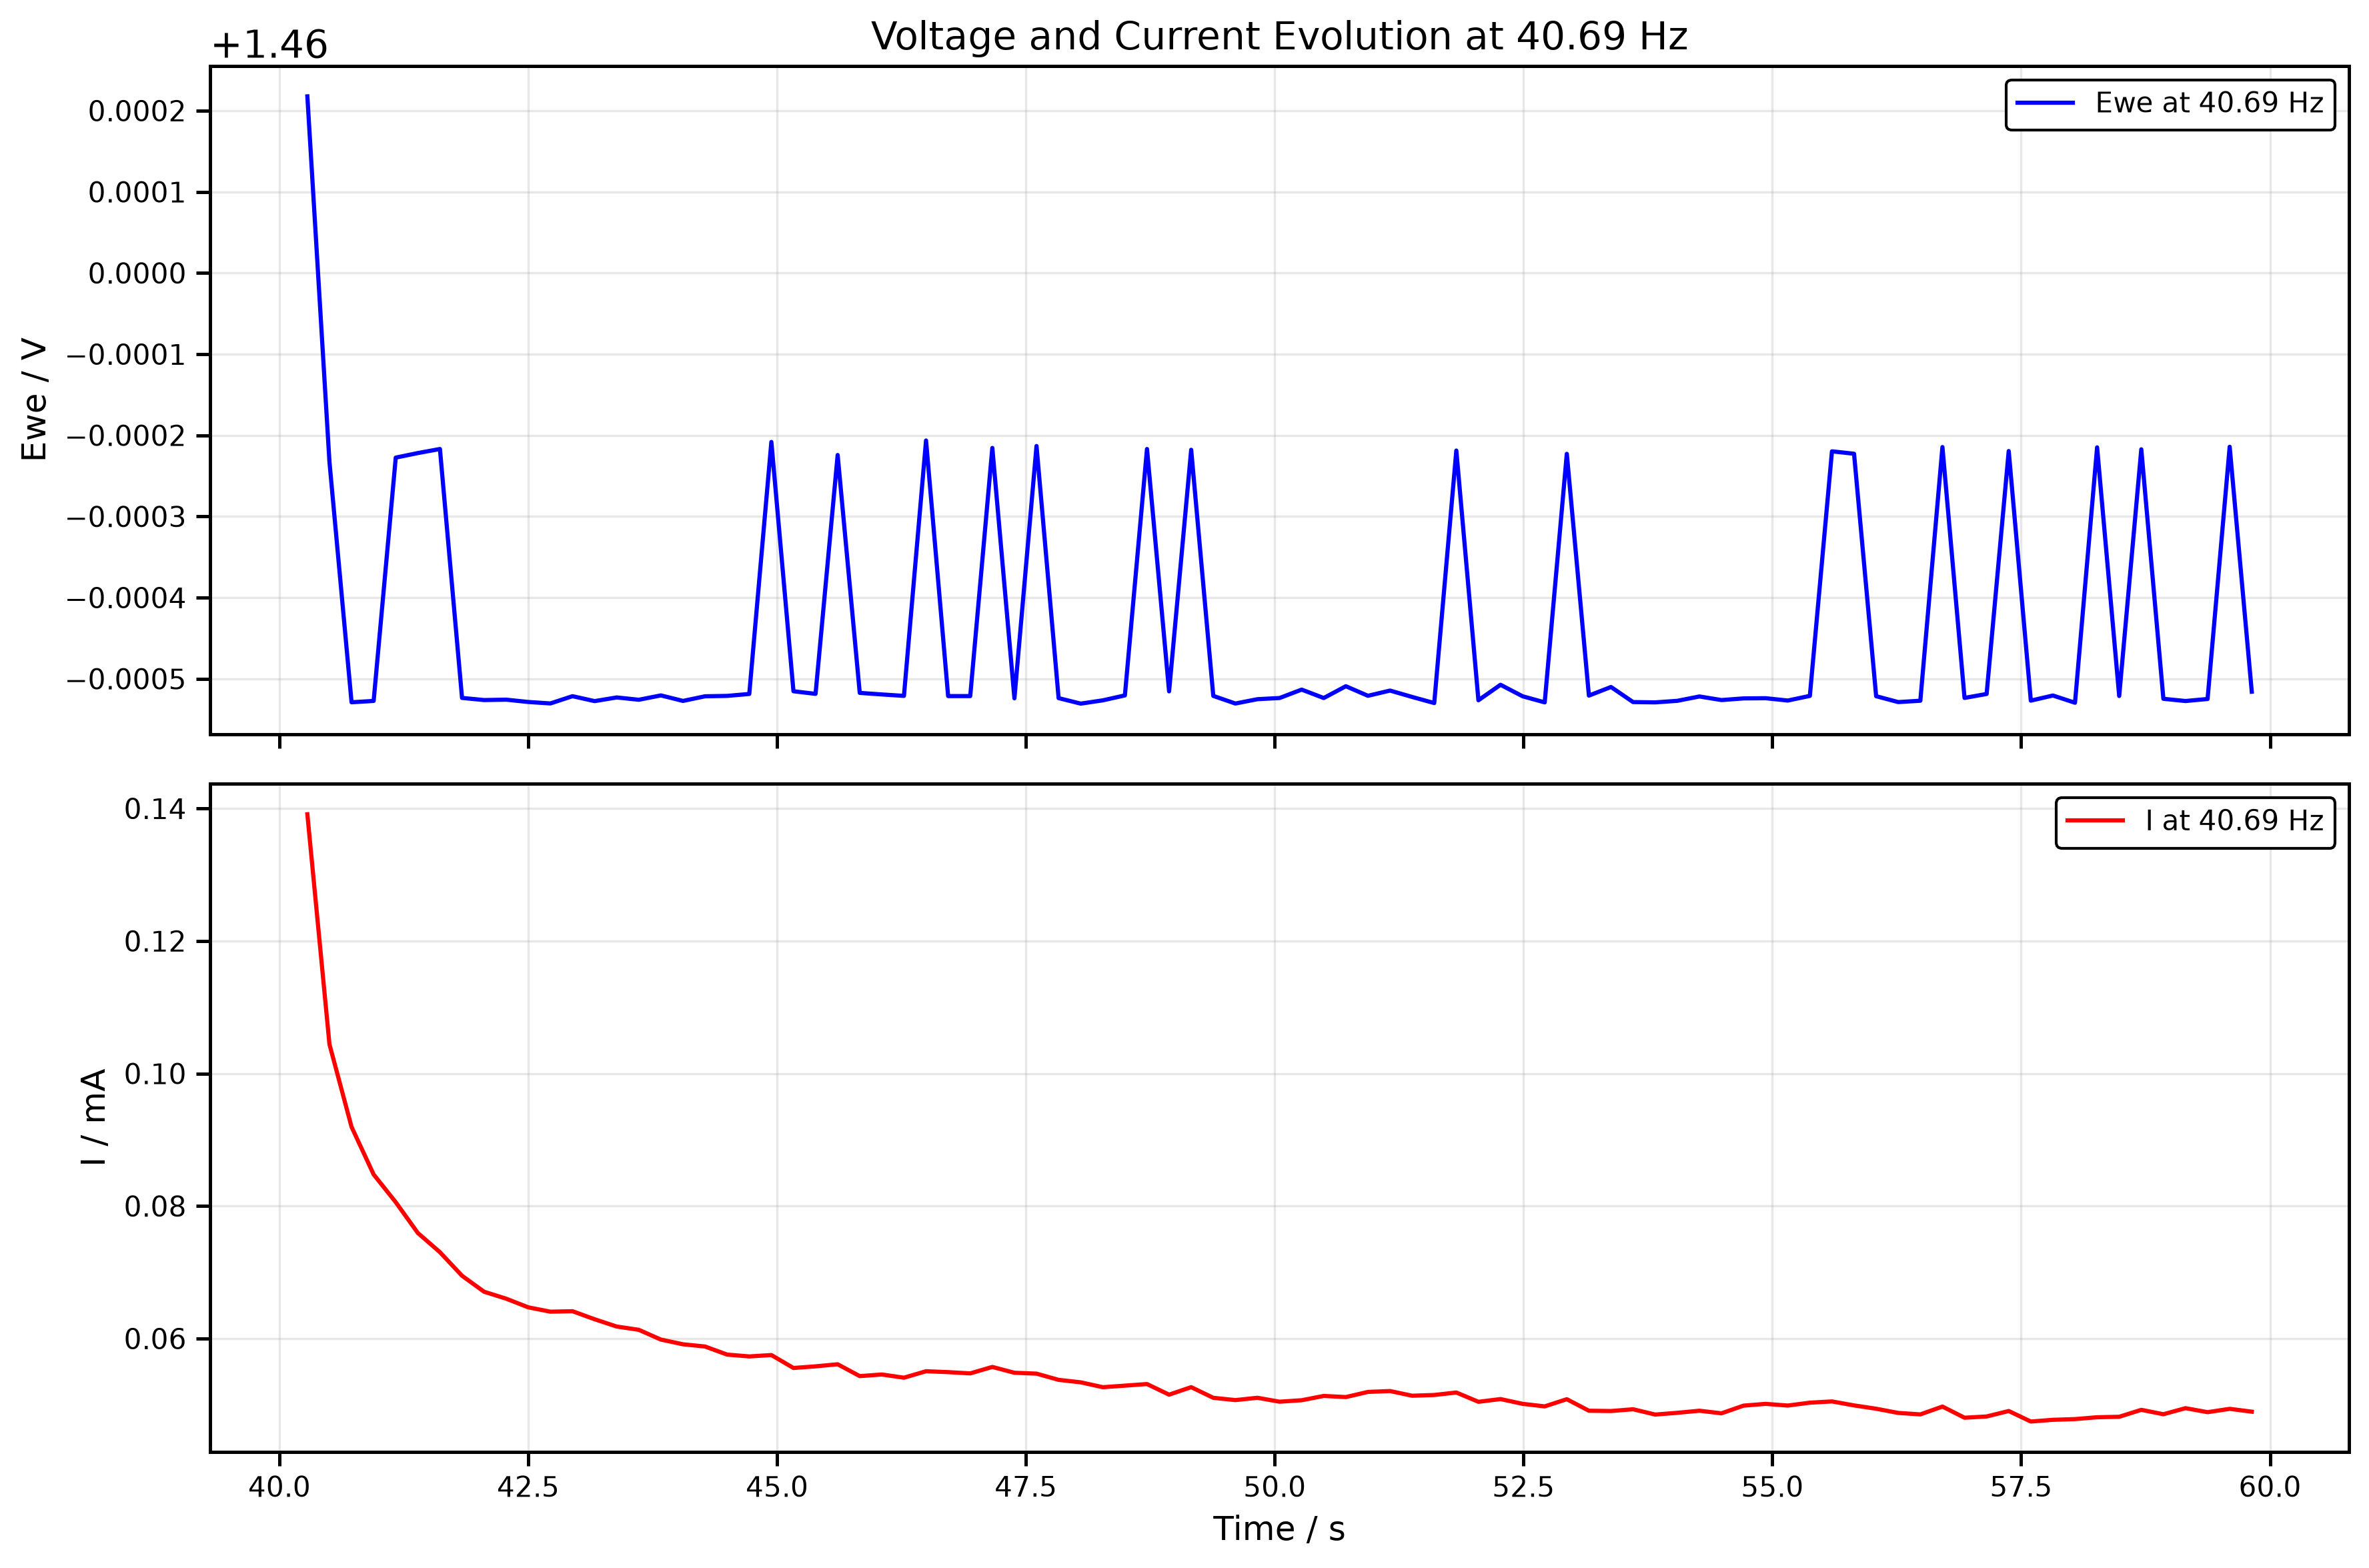 Voltage and Current Evolution at 40.69 Hz
+1.46
Ewe at 40.69 Hz
0.0002
0.0001
0.0000
−0.0001
−0.0002
−0.0003
−0.0004
−0.0005
Ewe / V
I at 40.69 Hz
0.14
0.12
0.10
0.08
0.06
I / mA
40.0 42.5 45.0 47.5 50.0 52.5 55.0 57.5 60.0
Time / s